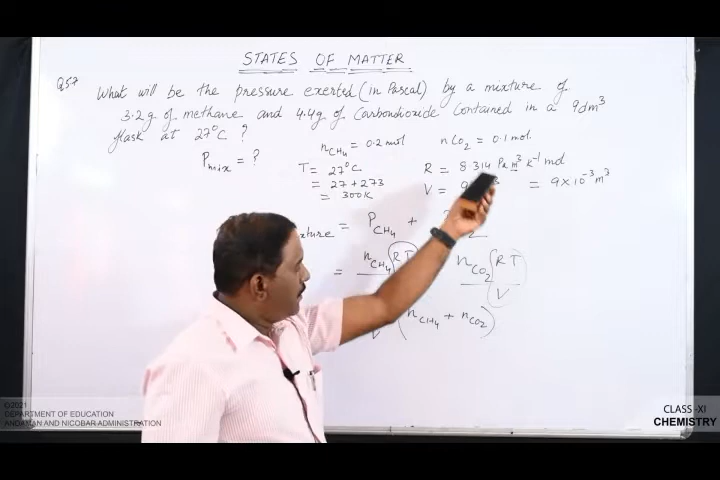 STATES OF MATTER
Q57 What will be the pressure exerted (in Pascal) by a mixture of
3.2g of methane and 4.4g of Carbondioxide contained in a 9dm³
flask at 27°C ?
nCH₄ = 0.2 mol
nCO₂ = 0.1 mol.
Pmix = ?
T = 27°C
= 27 + 273
= 300K
R = 8.314 Pa m³ K⁻¹ mol
V = 9 = 9 × 10⁻³ m³
ixture = PCH₄ +
= nCH₄ RT
nCO₂ RT
V
V (nCH₄ + nCO₂)
©2021
DEPARTMENT OF EDUCATION
ANDAMAN AND NICOBAR ADMINISTRATION
CLASS -XI
CHEMISTRY